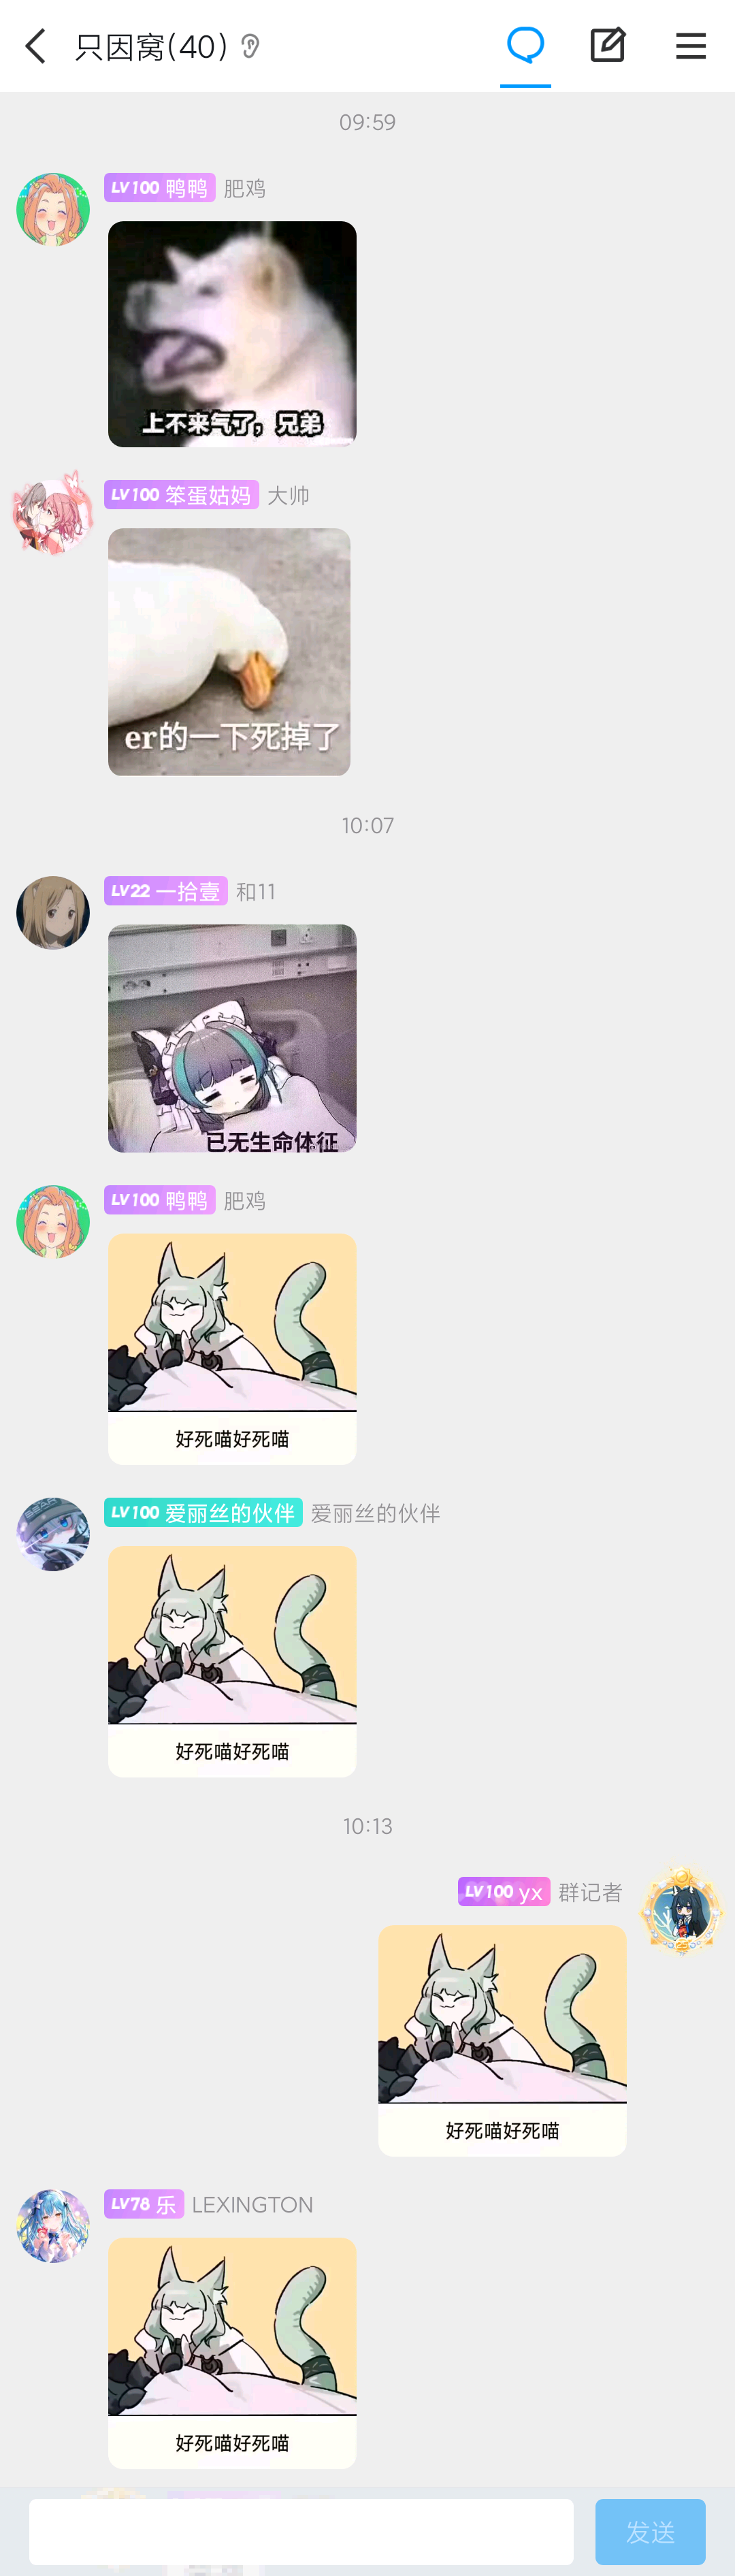 只因窝(40)
09:59
LV100 鸭鸭 肥鸡
上不来气了，兄弟
LV100 笨蛋姑妈 大帅
er的一下死掉了
10:07
LV22 一拾壹 和11
已无生命体征
LV100 鸭鸭 肥鸡
好死喵好死喵
LV100 爱丽丝的伙伴 爱丽丝的伙伴
BEAR
好死喵好死喵
10:13
LV100 yx 群记者
好死喵好死喵
LV78 乐 LEXINGTON
好死喵好死喵
发送